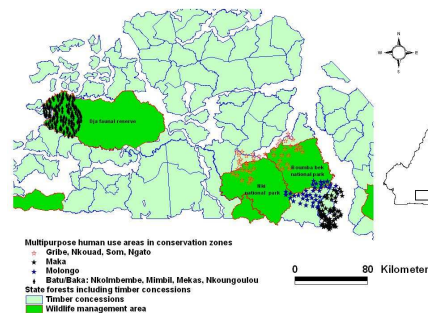 N
W
E
S
Dja faunal reserve
Boumba bek
national park
Nki
national park
Multipurpose human use areas in conservation zones
Gribe, Nkouad, Som, Ngato
Maka
Molongo
Batu/Baka: Nkolmbembe, Mimbil, Mekas, Nkoungoulou
State forests including timber concessions
Timber concessions
Wildlife management area
0 80 Kilometer